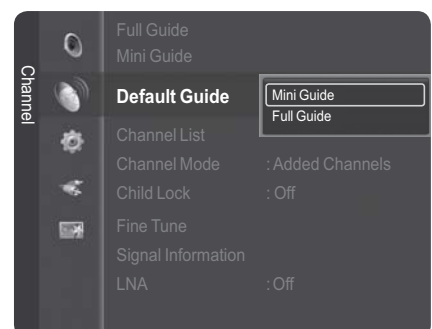 Channel
Full Guide
Mini Guide
Default Guide
Mini Guide
Full Guide
Channel List
Channel Mode : Added Channels
Child Lock : Off
Fine Tune
Signal Information
LNA : Off